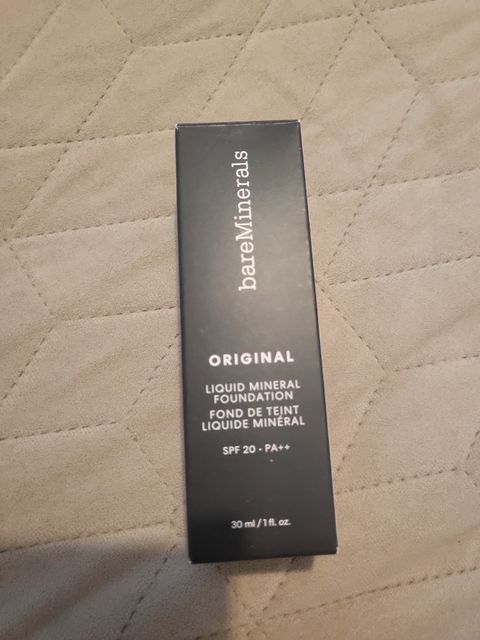 bareMinerals
ORIGINAL
LIQUID MINERAL
FOUNDATION
FOND DE TEINT
LIQUIDE MINÉRAL
SPF 20 - PA++
30 ml / 1 fl. oz.